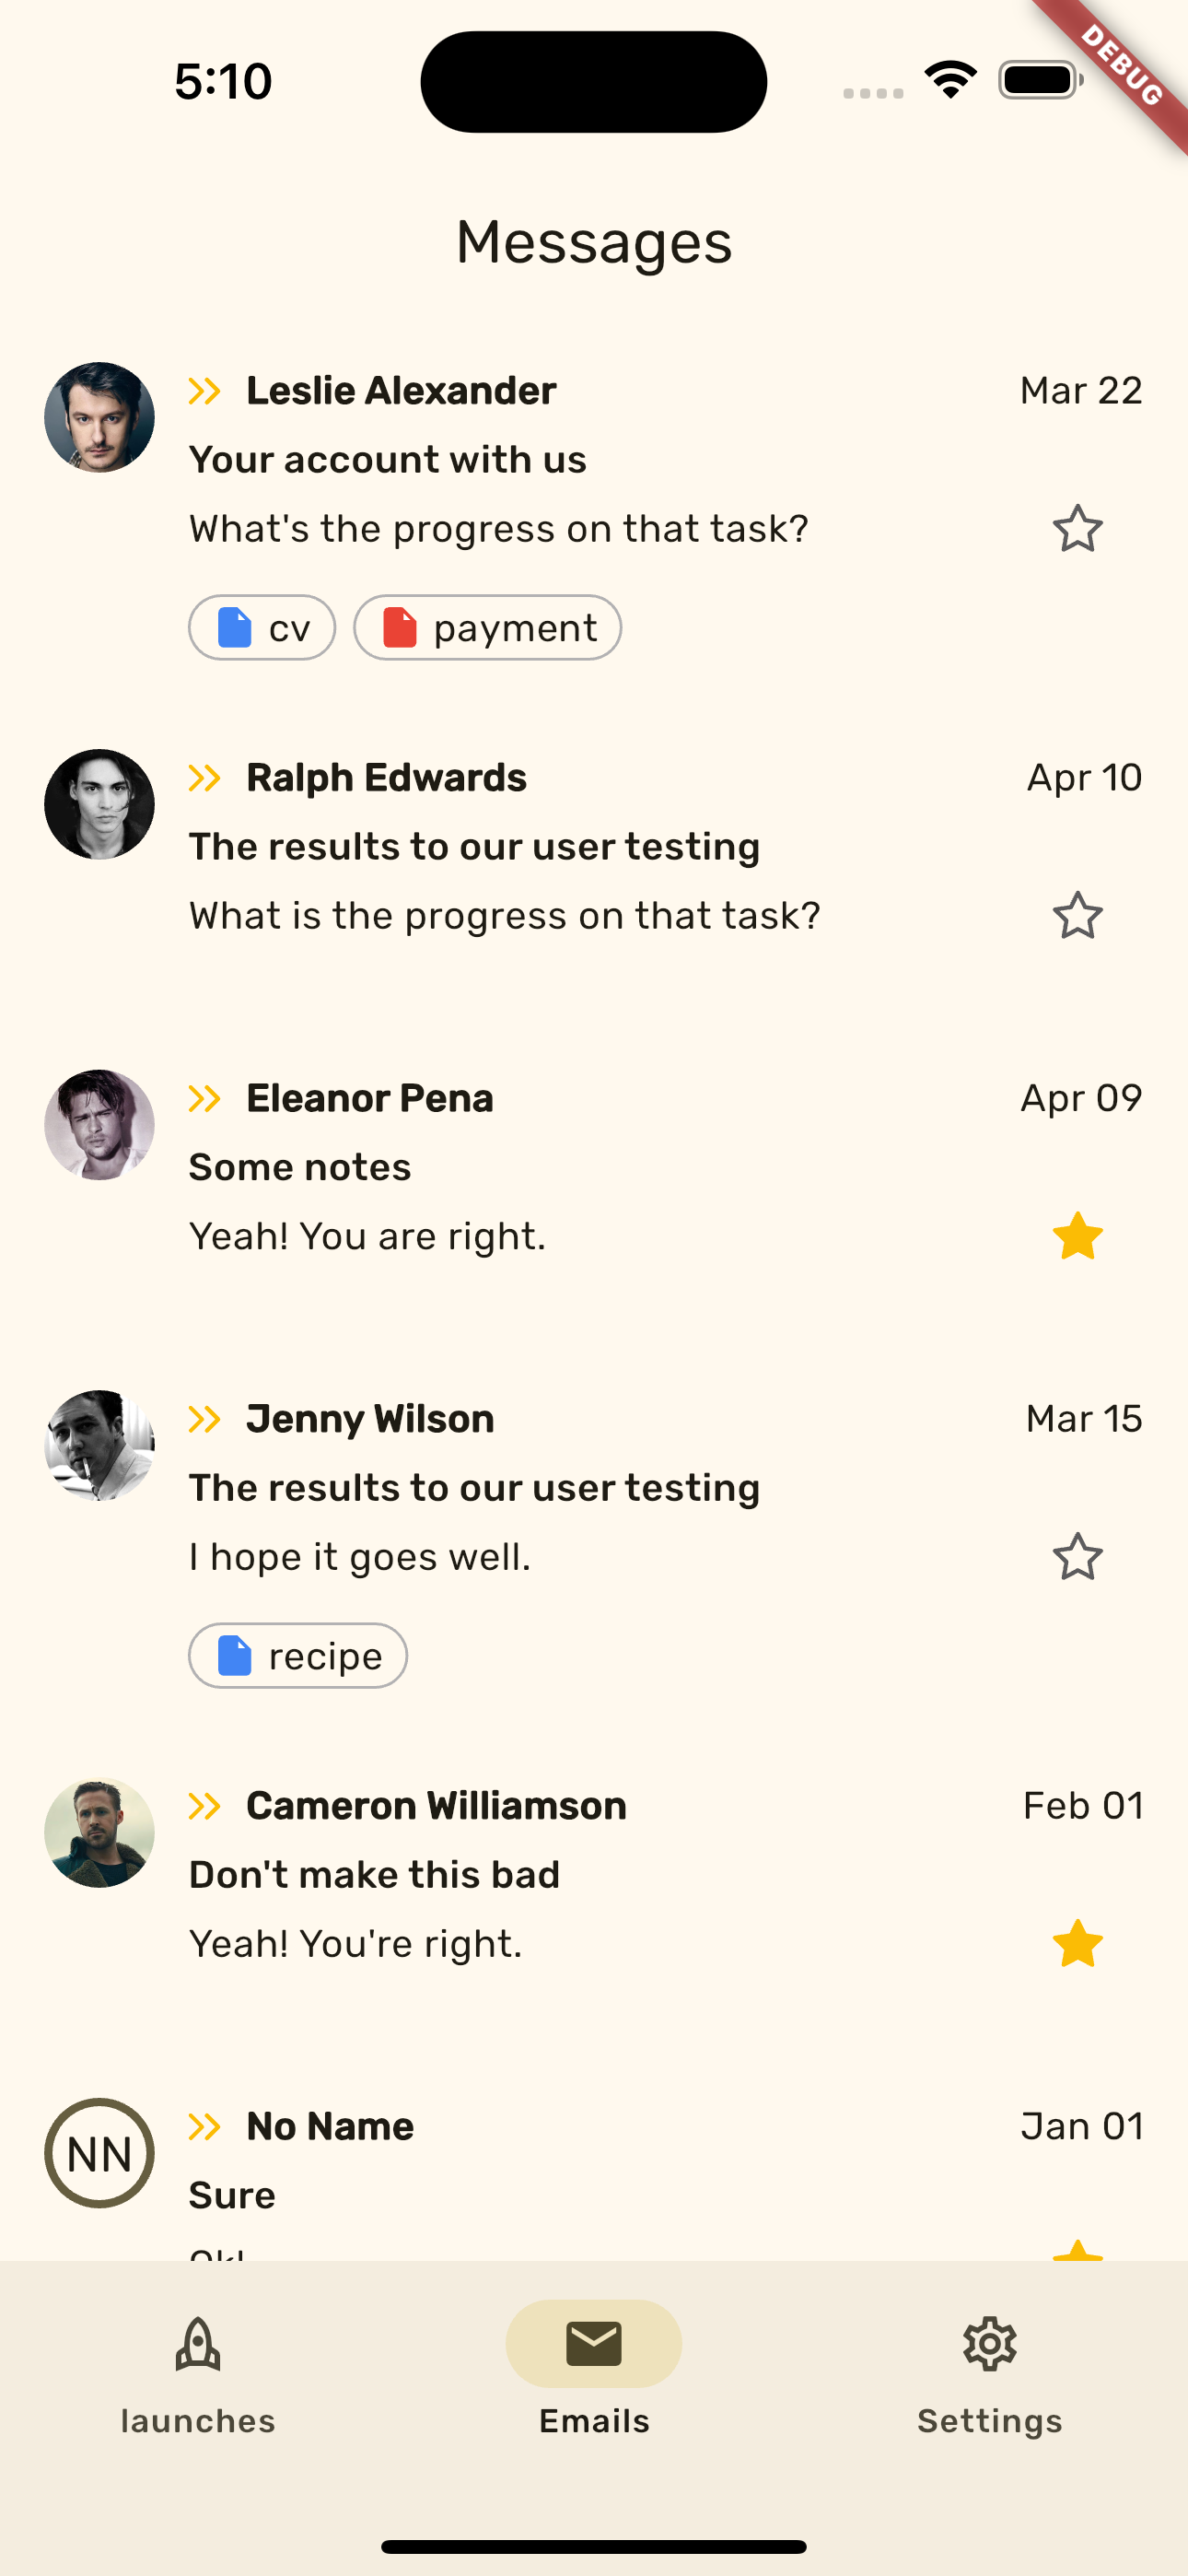 5:10
DEBUG
Messages
Leslie Alexander Mar 22
Your account with us
What's the progress on that task?
cv payment
Ralph Edwards Apr 10
The results to our user testing
What is the progress on that task?
Eleanor Pena Apr 09
Some notes
Yeah! You are right.
Jenny Wilson Mar 15
The results to our user testing
I hope it goes well.
recipe
Cameron Williamson Feb 01
Don't make this bad
Yeah! You're right.
NN No Name Jan 01
Sure
Ok!
launches Emails Settings